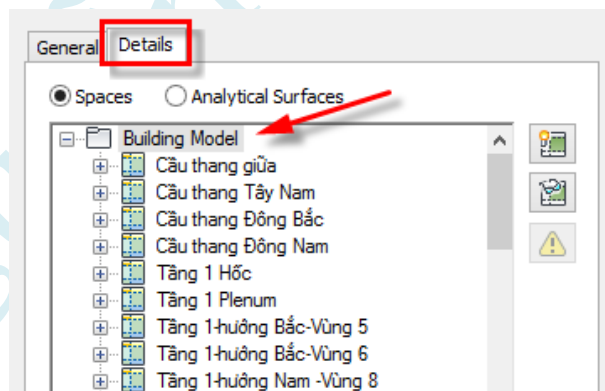 General Details
Spaces Analytical Surfaces
Building Model
Cầu thang giữa
Cầu thang Tây Nam
Cầu thang Đông Bắc
Cầu thang Đông Nam
Tầng 1 Hốc
Tầng 1 Plenum
Tầng 1-hướng Bắc-Vùng 5
Tầng 1-hướng Bắc-Vùng 6
Tầng 1-hướng Nam -Vùng 8